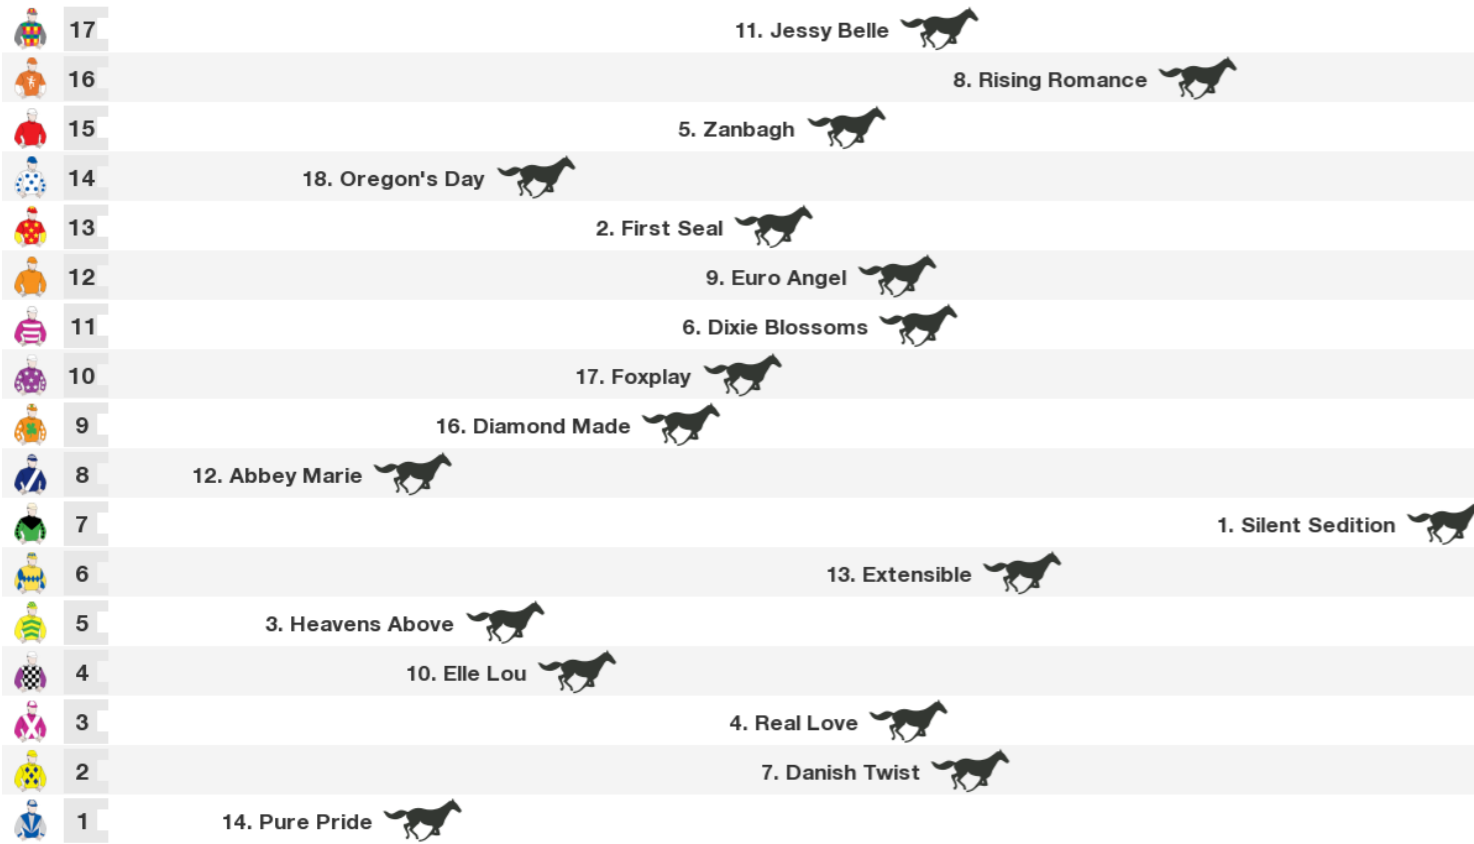 17 11. Jessy Belle
16 8. Rising Romance
15 5. Zanbagh
14 18. Oregon's Day
13 2. First Seal
12 9. Euro Angel
11 6. Dixie Blossoms
10 17. Foxplay
9 16. Diamond Made
8 12. Abbey Marie
7 1. Silent Sedition
6 13. Extensible
5 3. Heavens Above
4 10. Elle Lou
3 4. Real Love
2 7. Danish Twist
1 14. Pure Pride